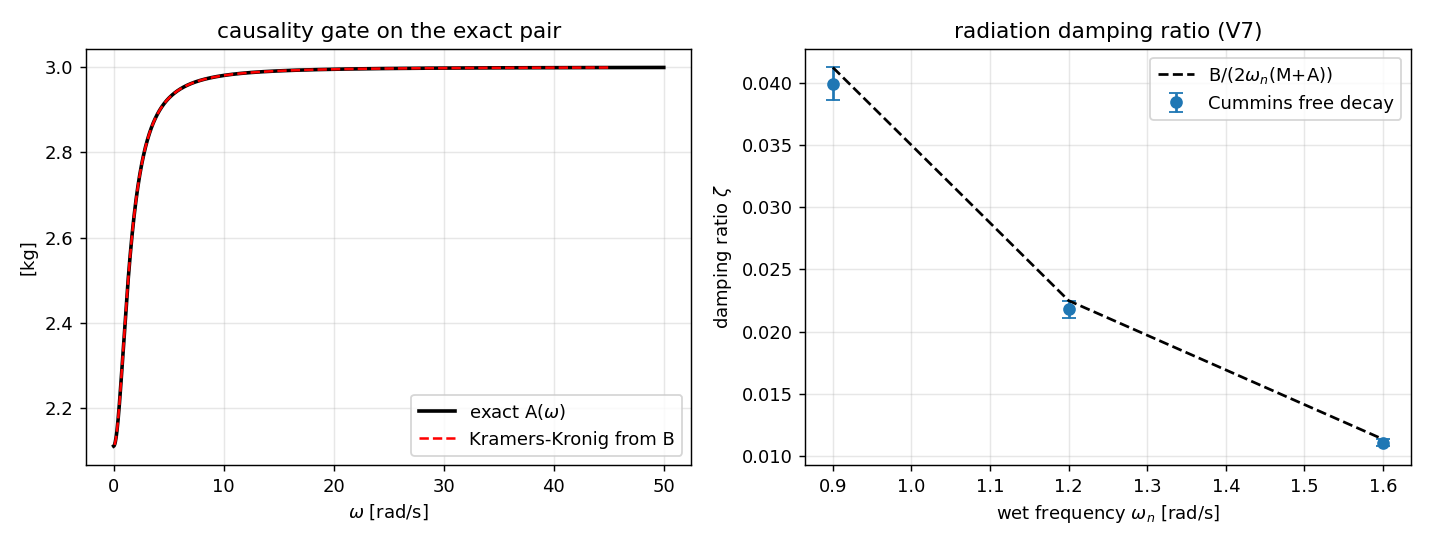 causality gate on the exact pair
3.0
2.8
2.6
2.4
2.2
[kg]
exact A(ω)
Kramers-Kronig from B
0 10 20 30 40 50
ω [rad/s]
radiation damping ratio (V7)
0.040
0.035
0.030
0.025
0.020
0.015
0.010
damping ratio ζ
B/(2ωₙ(M+A))
Cummins free decay
0.9 1.0 1.1 1.2 1.3 1.4 1.5 1.6
wet frequency ωₙ [rad/s]